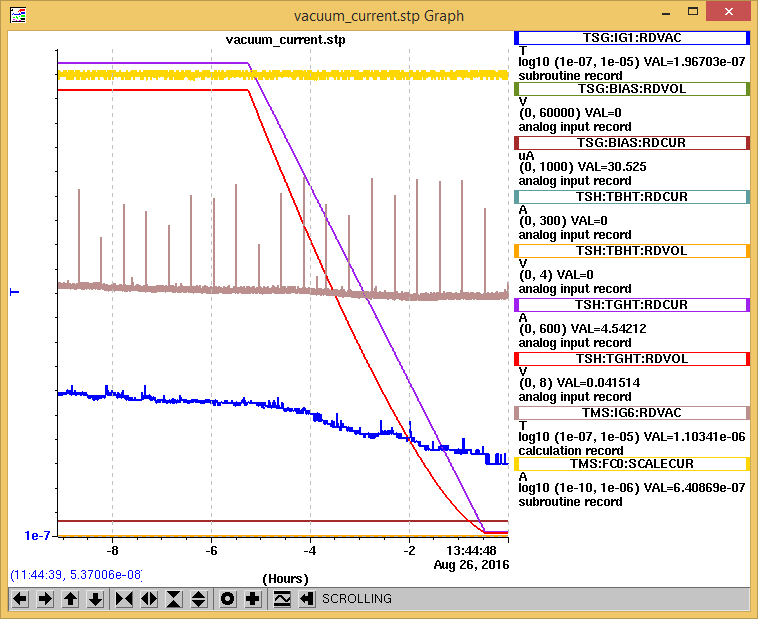 vacuum_current.stp Graph
vacuum_current.stp
T
1e-7
-8
-6
-4
-2
13:44:48
Aug 26, 2016
(Hours)
(11:44:39, 5.37006e-08)
TSG:IG1:RDVAC
T
log10 (1e-07, 1e-05) VAL=1.96703e-07
subroutine record
TSG:BIAS:RDVOL
V
(0, 60000) VAL=0
analog input record
TSG:BIAS:RDCUR
uA
(0, 1000) VAL=30.525
analog input record
TSH:TBHT:RDCUR
A
(0, 300) VAL=0
analog input record
TSH:TBHT:RDVOL
V
(0, 4) VAL=0
analog input record
TSH:TGHT:RDCUR
A
(0, 600) VAL=4.54212
analog input record
TSH:TGHT:RDVOL
V
(0, 8) VAL=0.041514
analog input record
TMS:IG6:RDVAC
T
log10 (1e-07, 1e-05) VAL=1.10341e-06
calculation record
TMS:FC0:SCALECUR
A
log10 (1e-10, 1e-06) VAL=6.40869e-07
subroutine record
SCROLLING